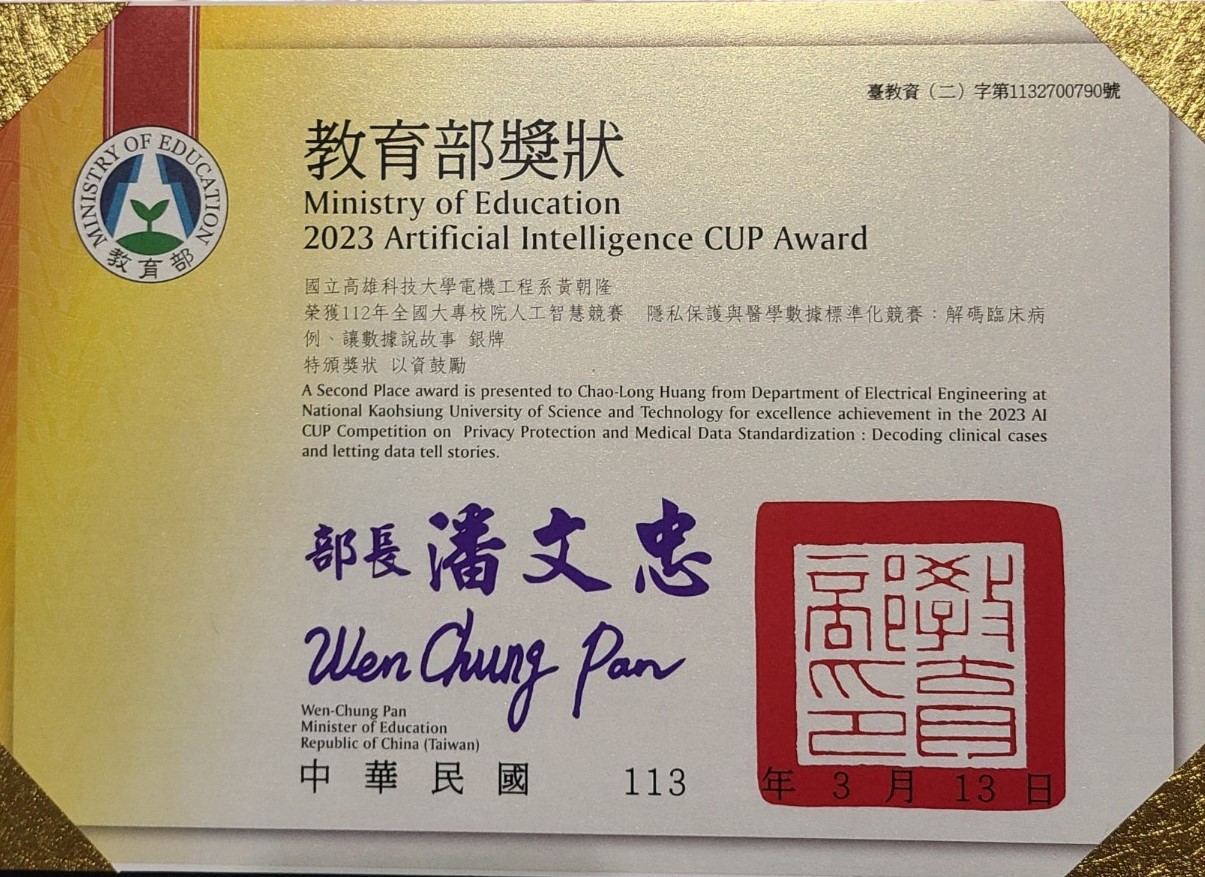 臺教資（二）字第1132700790號
MINISTRY OF EDUCATION
教育部
教育部獎狀
Ministry of Education
2023 Artificial Intelligence CUP Award
國立高雄科技大學電機工程系黃朝隆
榮獲112年全國大專校院人工智慧競賽　隱私保護與醫學數據標準化競賽：解碼臨床病
例、讓數據說故事 銀牌
特頒獎狀 以資鼓勵
A Second Place award is presented to Chao-Long Huang from Department of Electrical Engineering at
National Kaohsiung University of Science and Technology for excellence achievement in the 2023 AI
CUP Competition on Privacy Protection and Medical Data Standardization : Decoding clinical cases
and letting data tell stories.
部長 潘文忠
Wen Chung Pan
教育部印
Wen-Chung Pan
Minister of Education
Republic of China (Taiwan)
中華民國 113 年 3 月 13 日